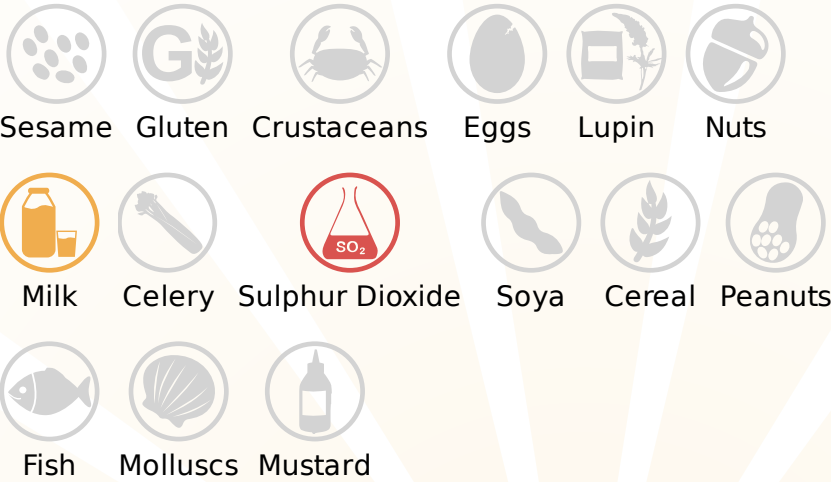 G
Sesame Gluten Crustaceans Eggs Lupin Nuts
SO₂
Milk Celery Sulphur Dioxide Soya Cereal Peanuts
Fish Molluscs Mustard